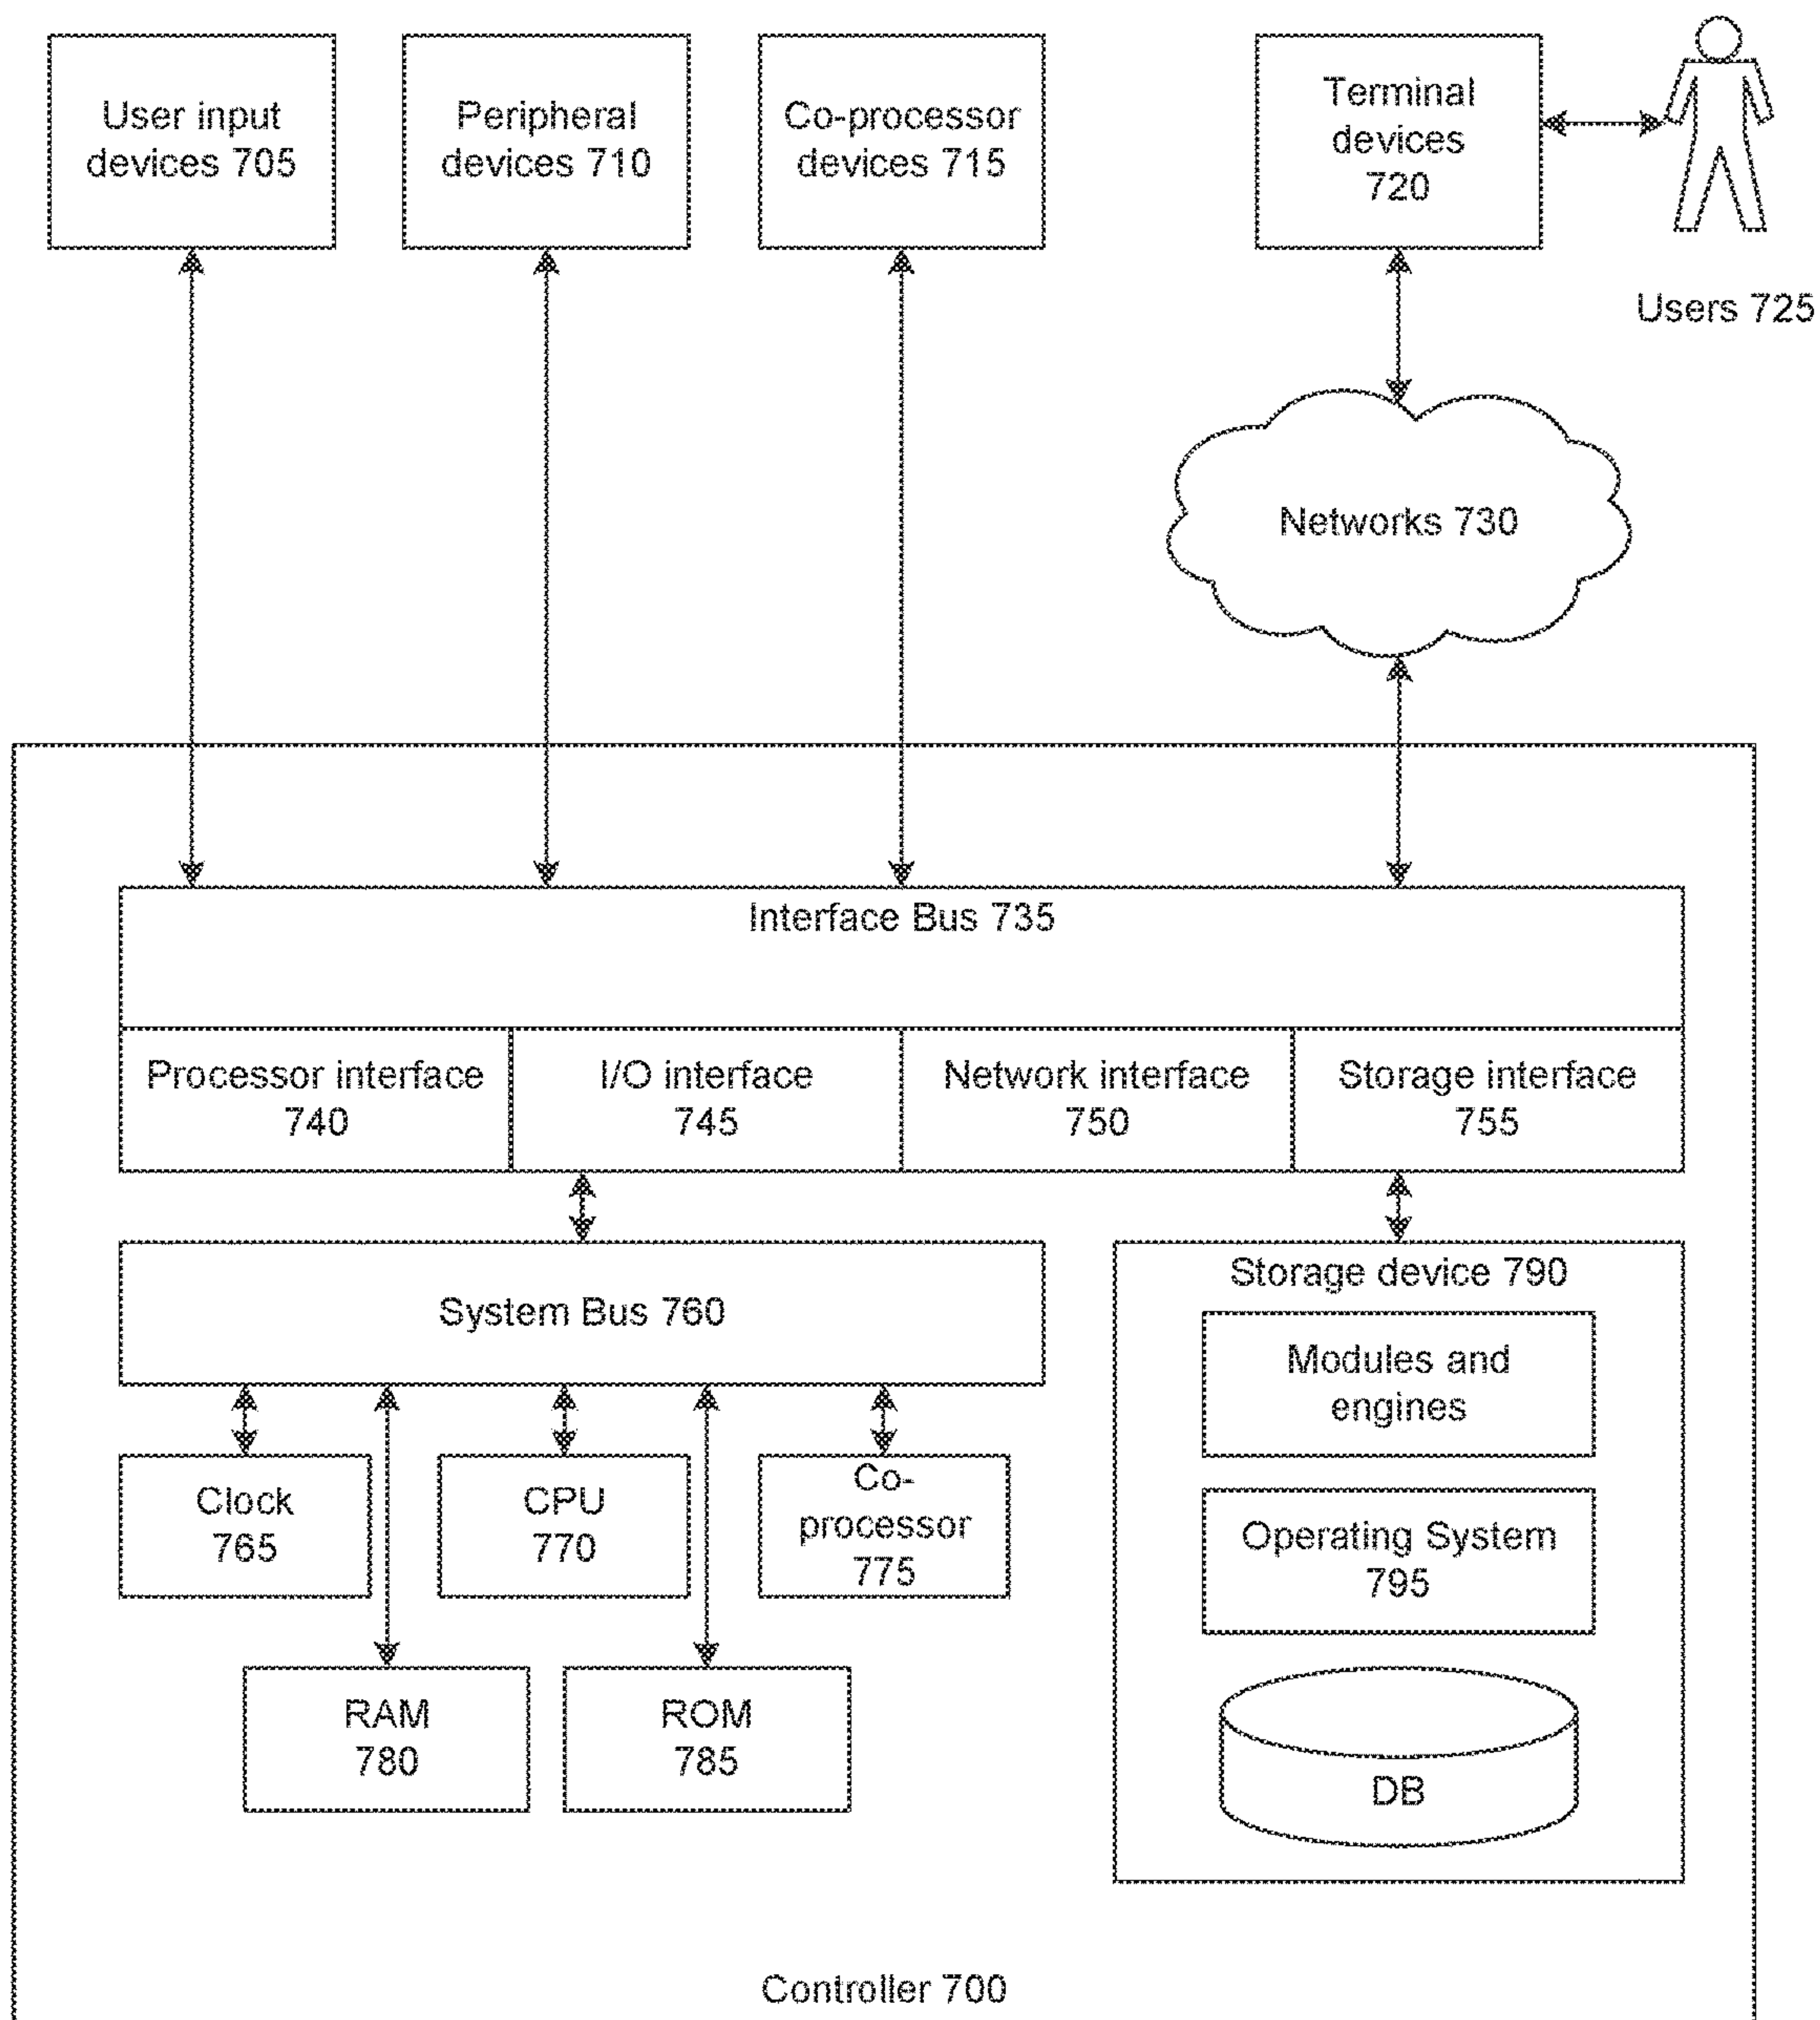 User input
devices 705
Peripheral
devices 710
Co-processor
devices 715
Terminal
devices
720
Users 725
Networks 730
Interface Bus 735
Processor interface
740
I/O interface
745
Network interface
750
Storage interface
755
System Bus 760
Storage device 790
Modules and
engines
Clock
765
CPU
770
Co-
processor
775
Operating System
795
RAM
780
ROM
785
DB
Controller 700